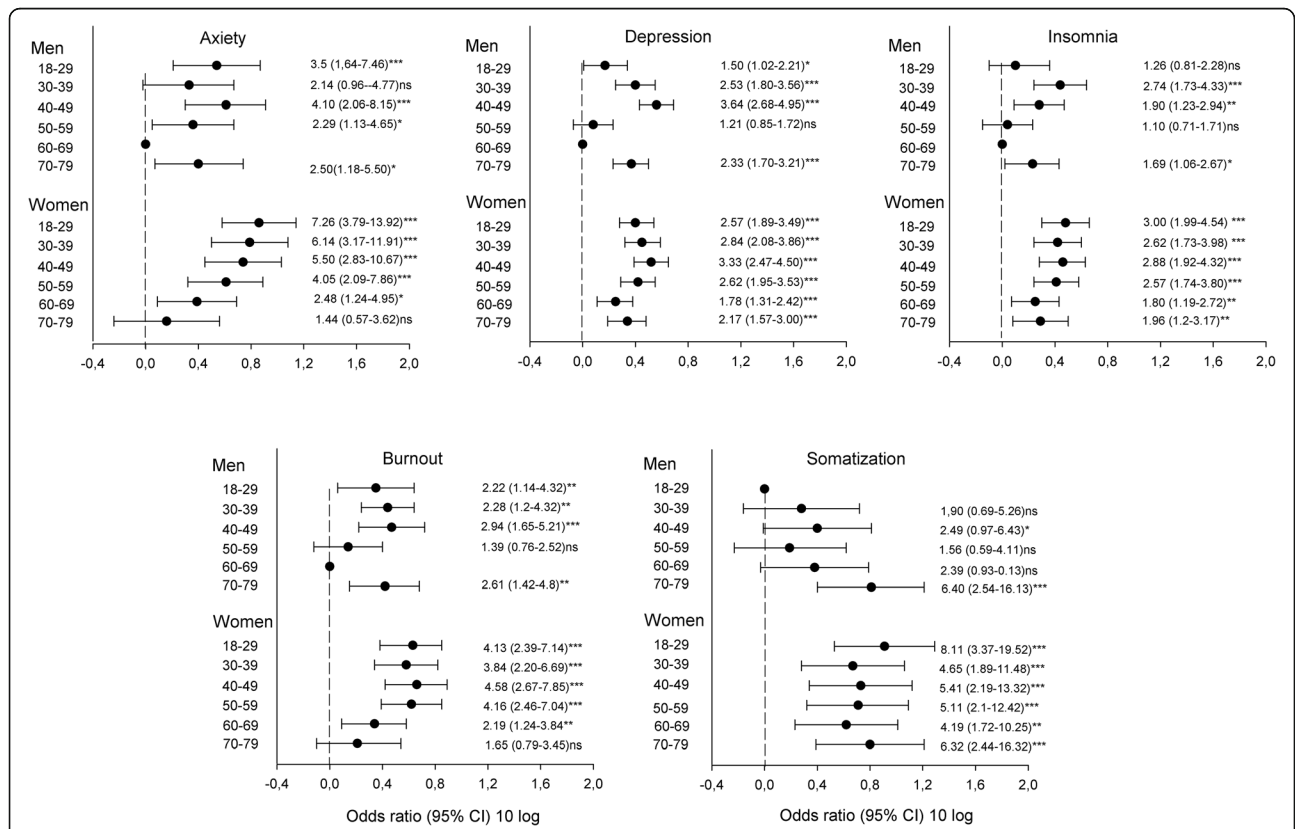 Axiety
Men
18-29 3.5 (1,64-7.46)***
30-39 2.14 (0.96--4.77)ns
40-49 4.10 (2.06-8.15)***
50-59 2.29 (1.13-4.65)*
60-69
70-79 2.50(1.18-5.50)*
Women
18-29 7.26 (3.79-13.92)***
30-39 6.14 (3.17-11.91)***
40-49 5.50 (2.83-10.67)***
50-59 4.05 (2.09-7.86)***
60-69 2.48 (1.24-4.95)*
70-79 1.44 (0.57-3.62)ns
-0,4 0,0 0,4 0,8 1,2 1,6 2,0
Depression
Men
18-29 1.50 (1.02-2.21)*
30-39 2.53 (1.80-3.56)***
40-49 3.64 (2.68-4.95)***
50-59 1.21 (0.85-1.72)ns
60-69
70-79 2.33 (1.70-3.21)***
Women
18-29 2.57 (1.89-3.49)***
30-39 2.84 (2.08-3.86)***
40-49 3.33 (2.47-4.50)***
50-59 2.62 (1.95-3.53)***
60-69 1.78 (1.31-2.42)***
70-79 2.17 (1.57-3.00)***
-0,4 0,0 0,4 0,8 1,2 1,6 2,0
Insomnia
Men
18-29 1.26 (0.81-2.28)ns
30-39 2.74 (1.73-4.33)***
40-49 1.90 (1.23-2.94)**
50-59 1.10 (0.71-1.71)ns
60-69
70-79 1.69 (1.06-2.67)*
Women
18-29 3.00 (1.99-4.54) ***
30-39 2.62 (1.73-3.98) ***
40-49 2.88 (1.92-4.32)***
50-59 2.57 (1.74-3.80)***
60-69 1.80 (1.19-2.72)**
70-79 1.96 (1.2-3.17)**
-0,4 0,0 0,4 0,8 1,2 1,6 2,0
Burnout
Men
18-29 2.22 (1.14-4.32)**
30-39 2.28 (1.2-4.32)**
40-49 2.94 (1.65-5.21)***
50-59 1.39 (0.76-2.52)ns
60-69
70-79 2.61 (1.42-4.8)**
Women
18-29 4.13 (2.39-7.14)***
30-39 3.84 (2.20-6.69)***
40-49 4.58 (2.67-7.85)***
50-59 4.16 (2.46-7.04)***
60-69 2.19 (1.24-3.84**
70-79 1.65 (0.79-3.45)ns
-0,4 0,0 0,4 0,8 1,2 1,6 2,0
Odds ratio (95% CI) 10 log
Somatization
Men
18-29
30-39 1,90 (0.69-5.26)ns
40-49 2.49 (0.97-6.43)*
50-59 1.56 (0.59-4.11)ns
60-69 2.39 (0.93-0.13)ns
70-79 6.40 (2.54-16.13)***
Women
18-29 8.11 (3.37-19.52)***
30-39 4.65 (1.89-11.48)***
40-49 5.41 (2.19-13.32)***
50-59 5.11 (2.1-12.42)***
60-69 4.19 (1.72-10.25)**
70-79 6.32 (2.44-16.32)***
-0,4 0,0 0,4 0,8 1,2 1,6 2,0
Odds ratio (95% CI) 10 log